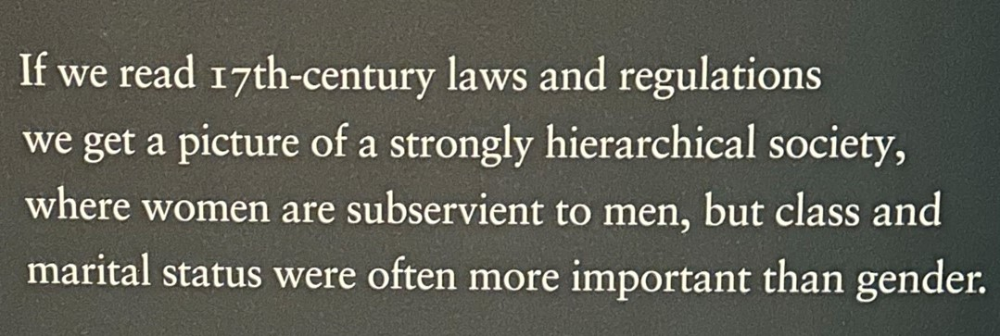 If we read 17th-century laws and regulations
we get a picture of a strongly hierarchical society,
where women are subservient to men, but class and
marital status were often more important than gender.